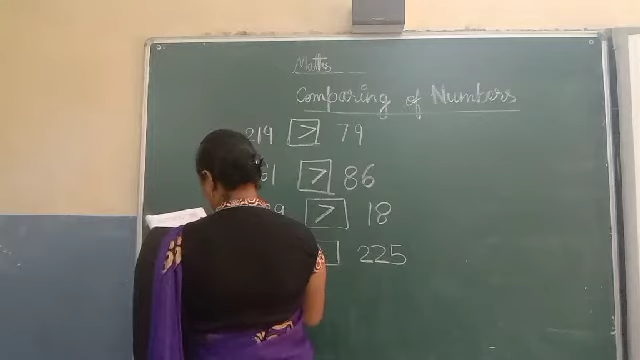 Maths
Comparing of Numbers
219 > 79
> 86
> 18
225